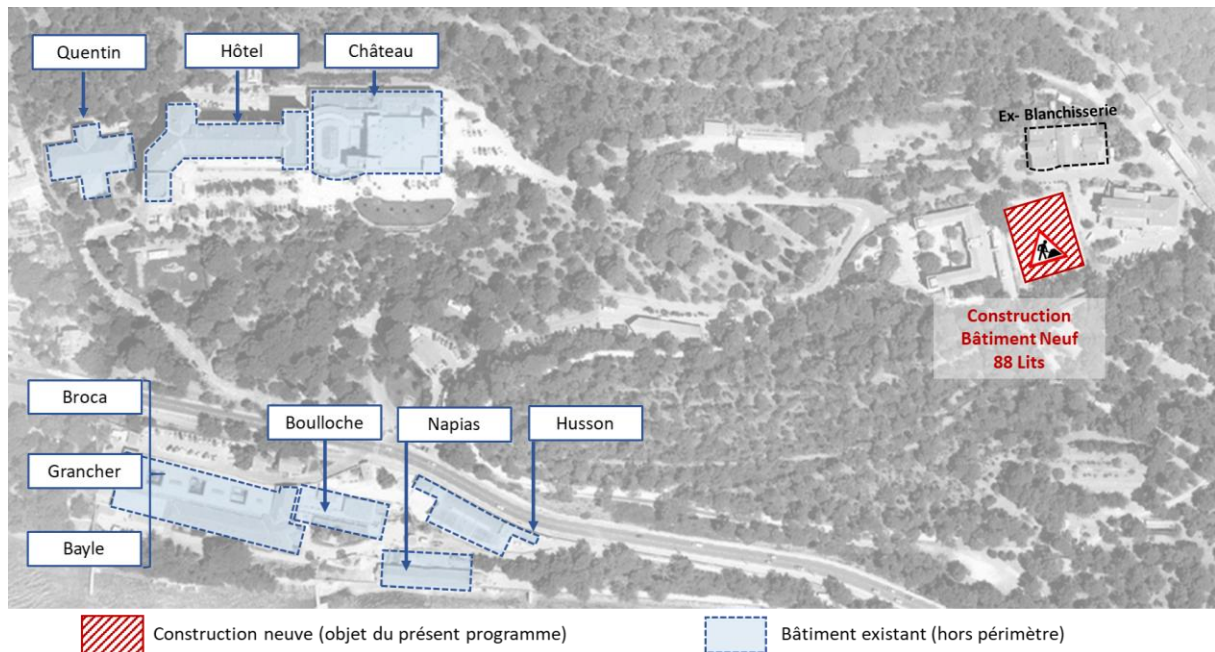 Quentin
Hôtel
Château
Ex- Blanchisserie
Construction
Bâtiment Neuf
88 Lits
Broca
Grancher
Bayle
Boulloche
Napias
Husson
Construction neuve (objet du présent programme)
Bâtiment existant (hors périmètre)